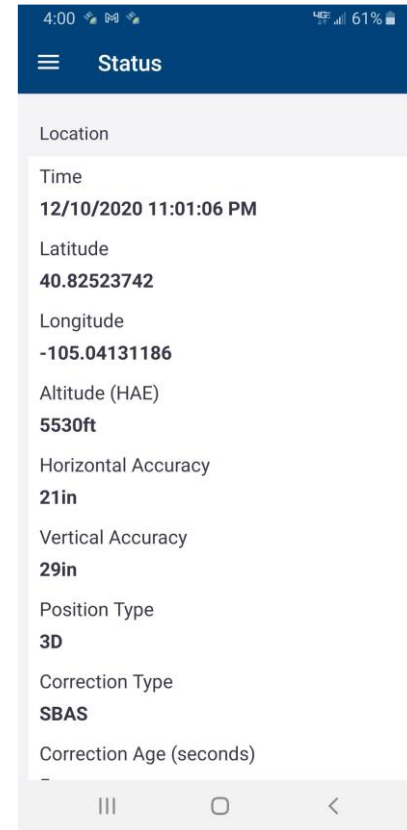 4:00 4GE 61%
Status
Location
Time
12/10/2020 11:01:06 PM
Latitude
40.82523742
Longitude
-105.04131186
Altitude (HAE)
5530ft
Horizontal Accuracy
21in
Vertical Accuracy
29in
Position Type
3D
Correction Type
SBAS
Correction Age (seconds)